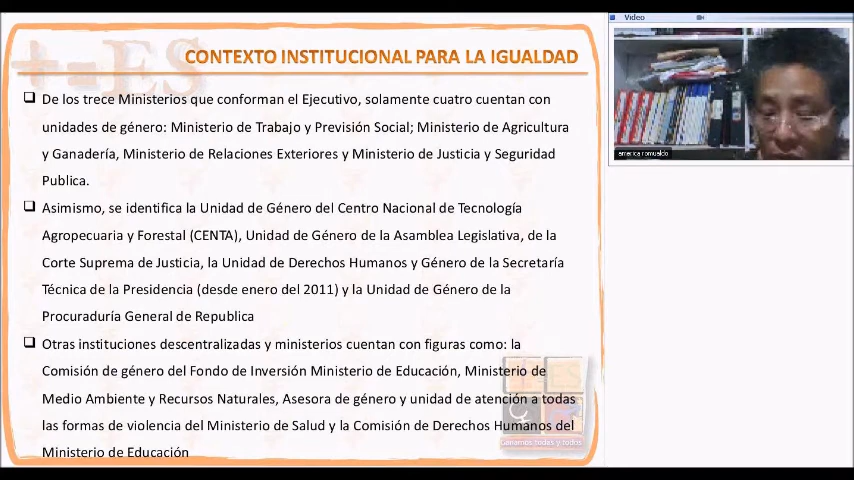 CONTEXTO INSTITUCIONAL PARA LA IGUALDAD
De los trece Ministerios que conforman el Ejecutivo, solamente cuatro cuentan con
unidades de género: Ministerio de Trabajo y Previsión Social; Ministerio de Agricultura
y Ganadería, Ministerio de Relaciones Exteriores y Ministerio de Justicia y Seguridad
Publica.
Asimismo, se identifica la Unidad de Género del Centro Nacional de Tecnología
Agropecuaria y Forestal (CENTA), Unidad de Género de la Asamblea Legislativa, de la
Corte Suprema de Justicia, la Unidad de Derechos Humanos y Género de la Secretaría
Técnica de la Presidencia (desde enero del 2011) y la Unidad de Género de la
Procuraduría General de Republica
Otras instituciones descentralizadas y ministerios cuentan con figuras como: la
Comisión de género del Fondo de Inversión Ministerio de Educación, Ministerio de
Medio Ambiente y Recursos Naturales, Asesora de género y unidad de atención a todas
las formas de violencia del Ministerio de Salud y la Comisión de Derechos Humanos del
Ministerio de Educación
Ganamos todas y todos
+=ES
Video
america romualdo